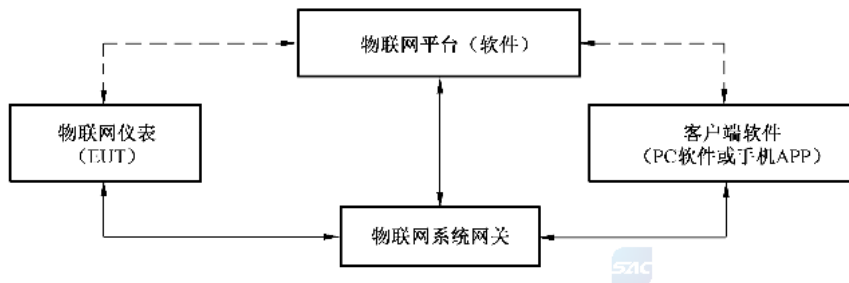 物联网平台（软件）
物联网仪表
（EUT）
客户端软件
（PC软件或手机APP）
物联网系统网关
SAC